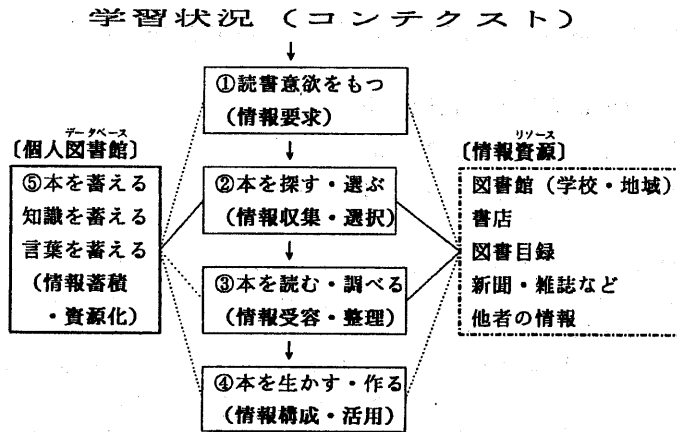 学習状況（コンテクスト）
↓
①読書意欲をもつ
（情報要求）
↓
データベース
〔個人図書館〕
⑤本を蓄える
知識を蓄える
言葉を蓄える
（情報蓄積
・資源化）
②本を探す・選ぶ
（情報収集・選択）
↓
③本を読む・調べる
（情報受容・整理）
↓
④本を生かす・作る
（情報構成・活用）
リソース
〔情報資源〕
図書館（学校・地域）
書店
図書目録
新聞・雑誌など
他者の情報